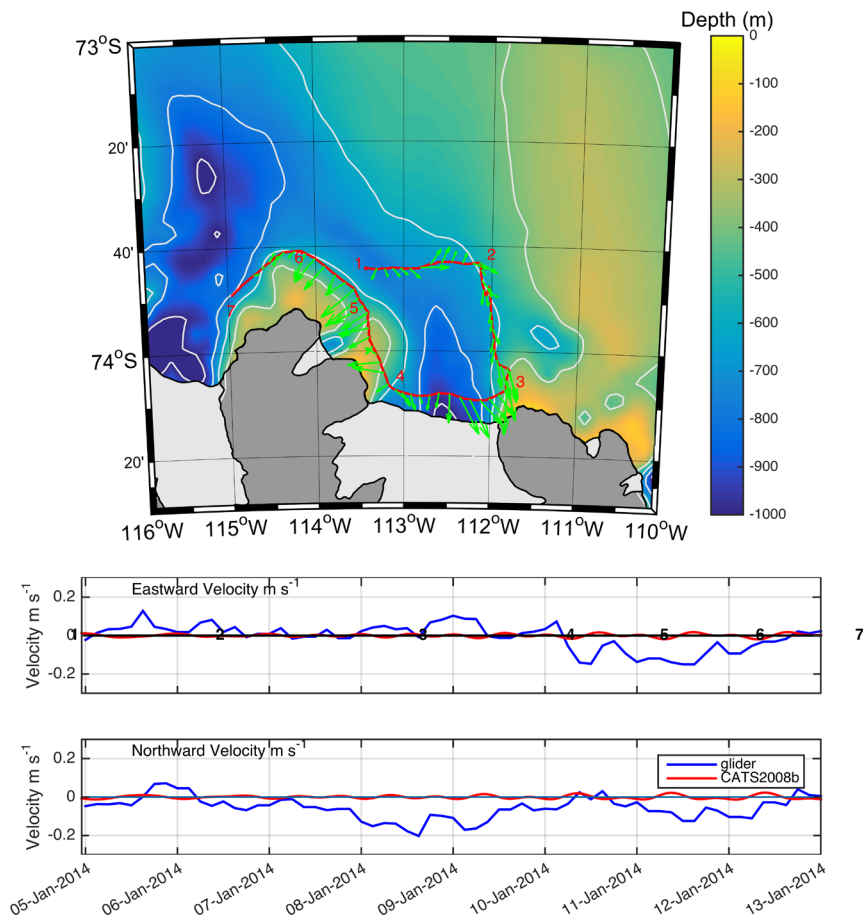 Depth (m)
73°S
20'
40'
74°S
20'
116°W
115°W
114°W
113°W
112°W
111°W
110°W
1
2
3
4
5
6
7
0
-100
-200
-300
-400
-500
-600
-700
-800
-900
-1000
Eastward Velocity m s⁻¹
Velocity m s⁻¹
0.2
0
-0.2
1 2 3 4 5 6 7
Northward Velocity m s⁻¹
Velocity m s⁻¹
0.2
0
-0.2
glider
CATS2008b
05-Jan-2014
06-Jan-2014
07-Jan-2014
08-Jan-2014
09-Jan-2014
10-Jan-2014
11-Jan-2014
12-Jan-2014
13-Jan-2014